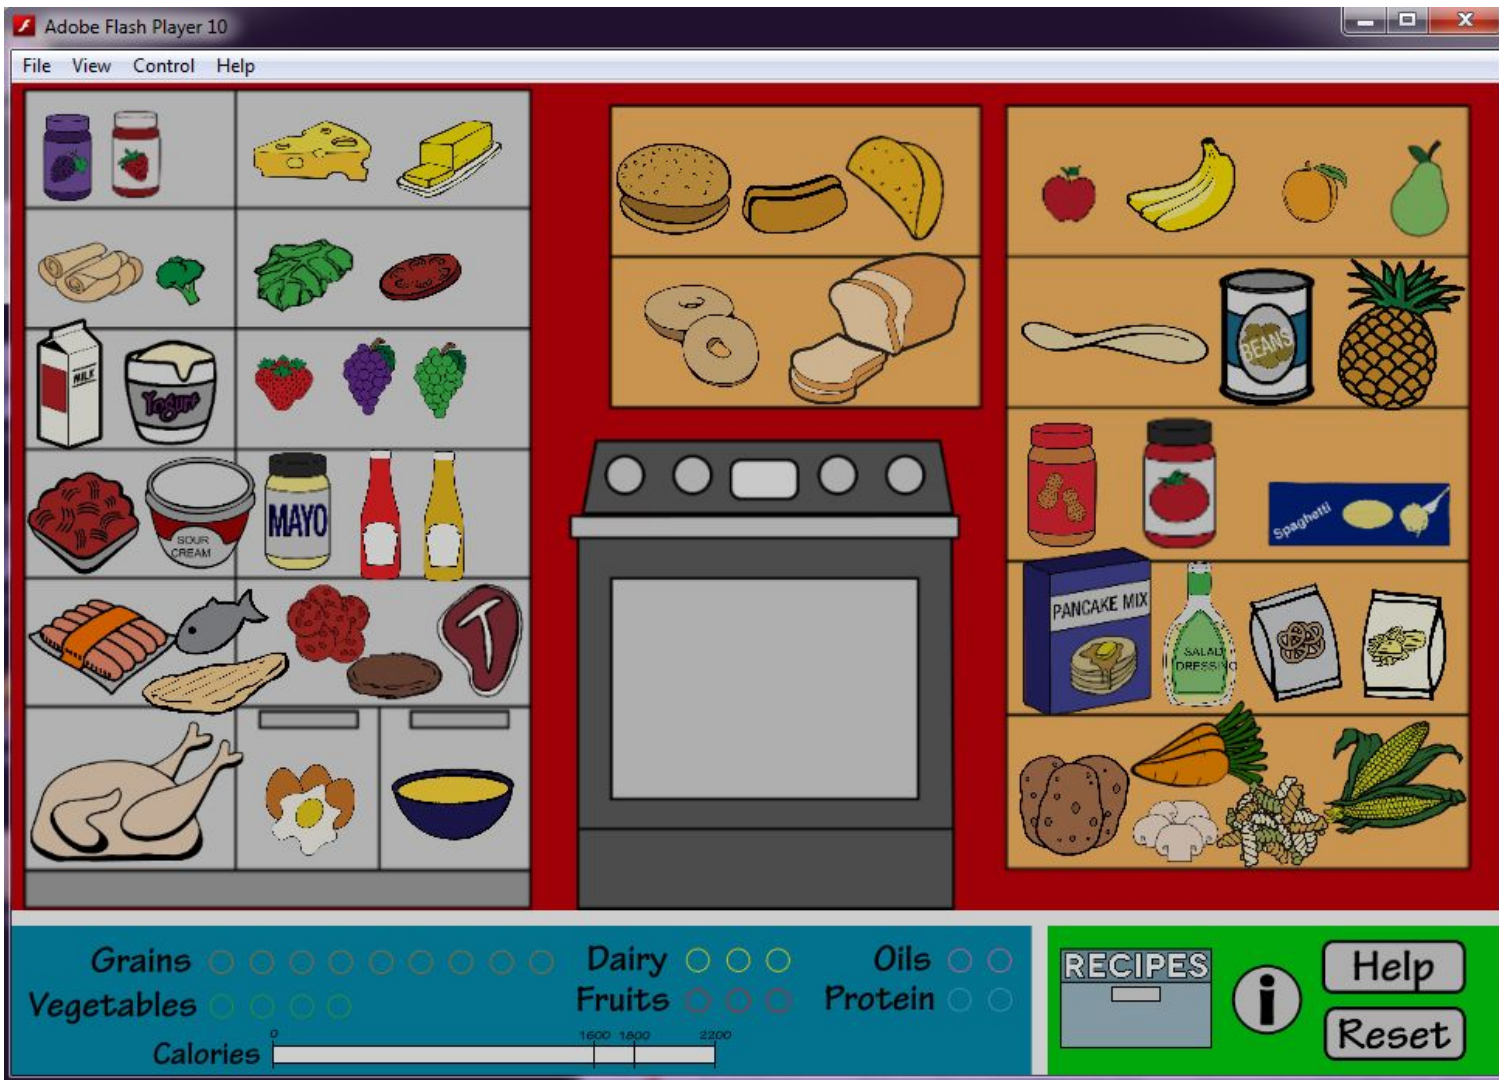 Adobe Flash Player 10
File View Control Help
MILK
Yogurt
BEANS
SOUR
CREAM
MAYO
Spaghetti
PANCAKE MIX
SALAD
DRESSING
Grains
Dairy
Oils
Vegetables
Fruits
Protein
0 1600 1800 2200
Calories
RECIPES
i
Help
Reset